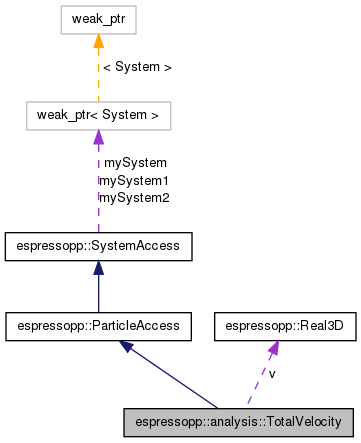 weak_ptr
< System >
weak_ptr< System >
mySystem
mySystem1
mySystem2
espressopp::SystemAccess
espressopp::ParticleAccess
espressopp::Real3D
v
espressopp::analysis::TotalVelocity